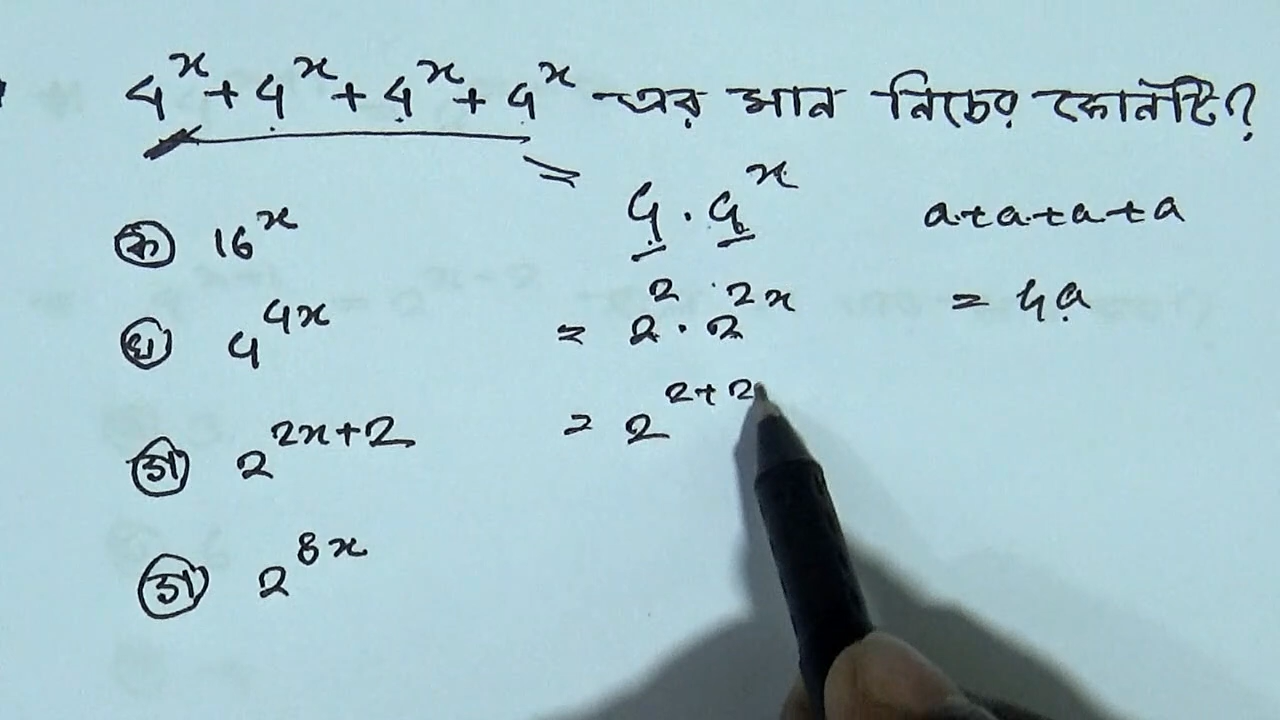 4^x + 4^x + 4^x + 4^x - এর মান নিচের কোনটি?
= 4 . 4^x
a + a + a + a
ক 16^x
= 2^2 . 2^2x
= 4a
খ 4^4x
= 2^2+2
গ 2^2x+2
2^8x